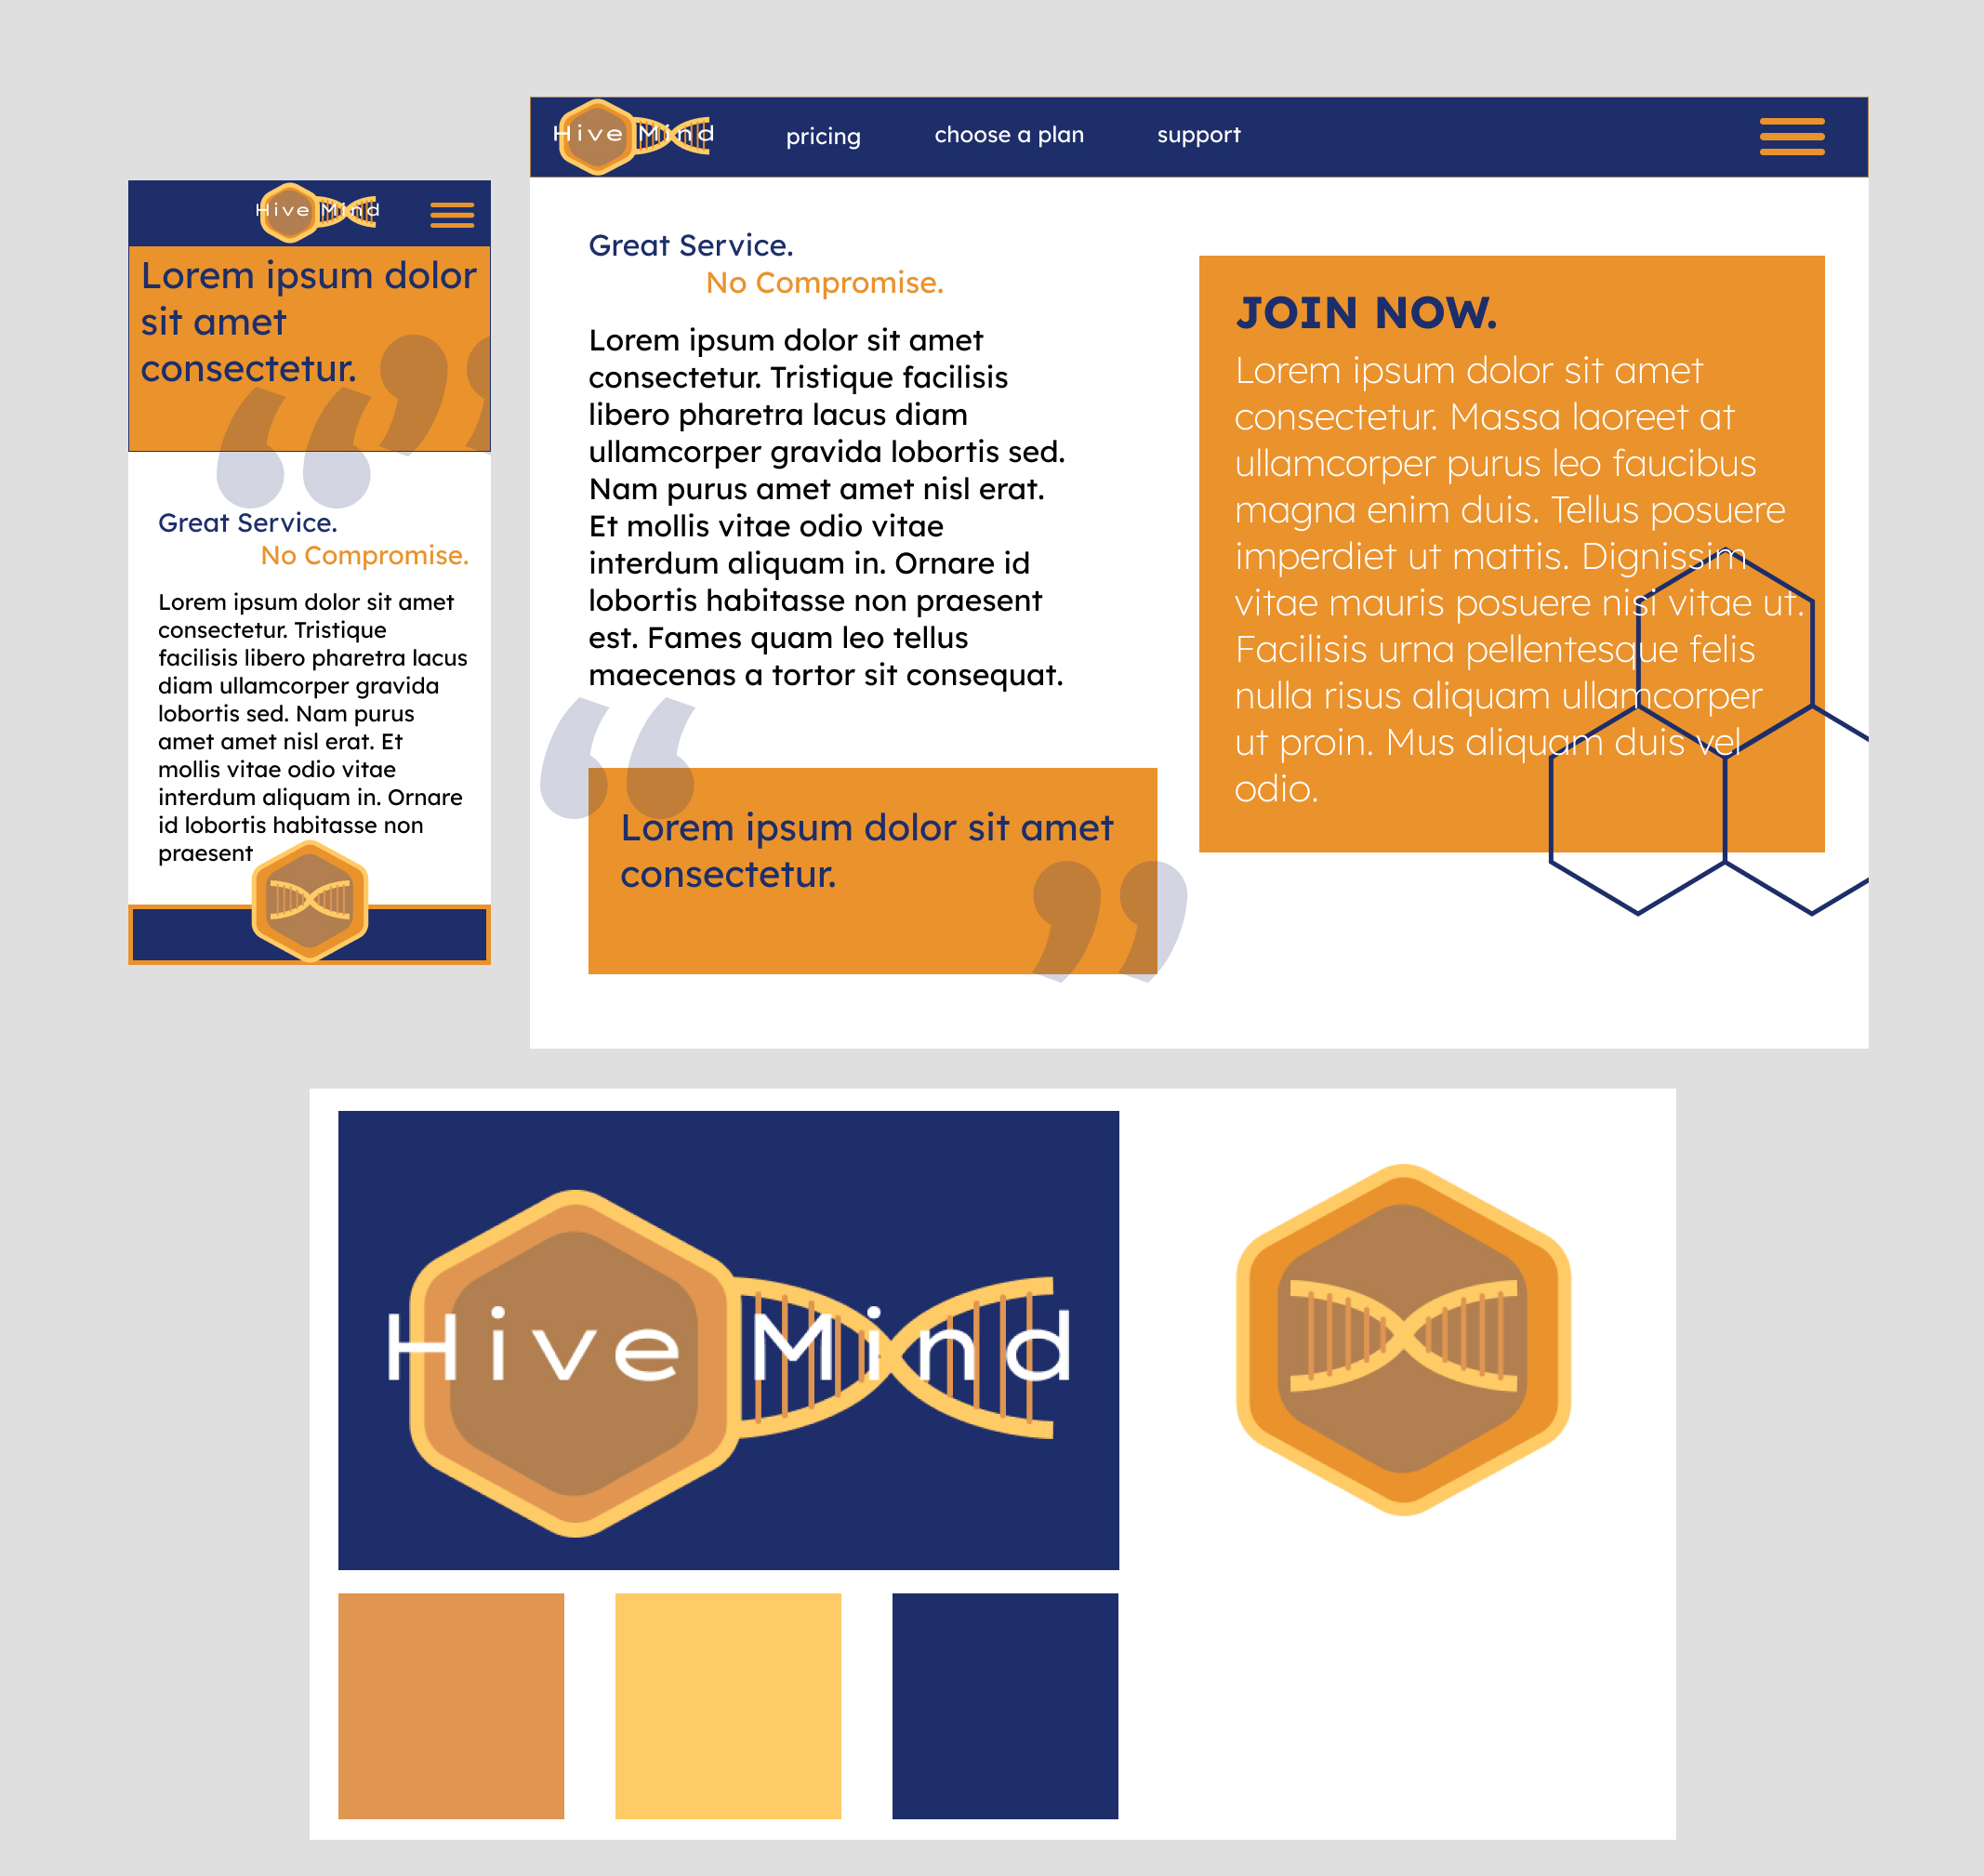 Hive Mind
Lorem ipsum dolor
sit amet
consectetur.
Great Service.
No Compromise.
Lorem ipsum dolor sit amet
consectetur. Tristique
facilisis libero pharetra lacus
diam ullamcorper gravida
lobortis sed. Nam purus
amet amet nisl erat. Et
mollis vitae odio vitae
interdum aliquam in. Ornare
id lobortis habitasse non
praesent
Hive Mind
pricing
choose a plan
support
Great Service.
No Compromise.
Lorem ipsum dolor sit amet
consectetur. Tristique facilisis
libero pharetra lacus diam
ullamcorper gravida lobortis sed.
Nam purus amet amet nisl erat.
Et mollis vitae odio vitae
interdum aliquam in. Ornare id
lobortis habitasse non praesent
est. Fames quam leo tellus
maecenas a tortor sit consequat.
“
Lorem ipsum dolor sit amet
consectetur.
”
JOIN NOW.
Lorem ipsum dolor sit amet
consectetur. Massa laoreet at
ullamcorper purus leo faucibus
magna enim duis. Tellus posuere
imperdiet ut mattis. Dignissim
vitae mauris posuere nisi vitae ut.
Facilisis urna pellentesque felis
nulla risus aliquam ullamcorper
ut proin. Mus aliquam duis vel
odio.
Hive Mind